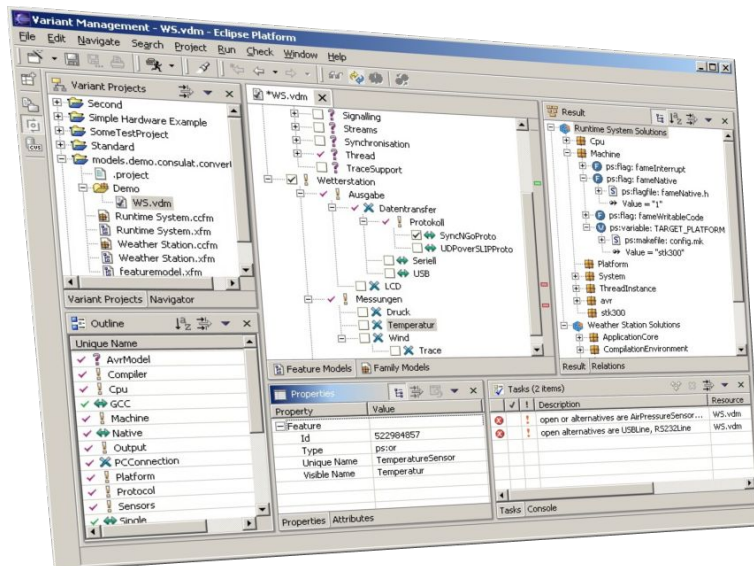 Variant Management - WS.vdm - Eclipse Platform
File Edit Navigate Search Project Run Check Window Help
Variant Projects
Second
Simple Hardware Example
SomeTestProject
Standard
models.demo.consulat.conver
.project
Demo
WS.vdm
Runtime System.ccfm
Runtime System.xfm
Weather Station.ccfm
Weather Station.xfm
featuremodel.xfm
Variant Projects Navigator
Outline
Unique Name
AvrModel
Compiler
Cpu
GCC
Machine
Native
Output
PCConnection
Platform
Protocol
Sensors
Single
*WS.vdm
Signalling
Streams
Synchronisation
Thread
TraceSupport
Wetterstation
Ausgabe
Datentransfer
Protokoll
SyncNGoProto
UDPoverSLIPProto
Seriell
USB
LCD
Messungen
Druck
Temperatur
Wind
Trace
Feature Models Family Models
Properties
Property Value
Feature
Id 522984857
Type ps:or
Unique Name TemperatureSensor
Visible Name Temperatur
Properties Attributes
Result
Runtime System Solutions
Cpu
Machine
ps:flag: fameInterrupt
ps:flag: fameNative
ps:flagfile: fameNative.h
Value = "1"
ps:flag: fameWritableCode
ps:variable: TARGET_PLATFORM
ps:makefile: config.mk
Value = "stk300"
Platform
System
ThreadInstance
avr
stk300
Weather Station Solutions
ApplicationCore
CompilationEnvironment
Result Relations
Tasks (2 items)
! Description Resource
! open or alternatives are AirPressureSensor... WS.vdm
! open alternatives are USBLine, RS232Line WS.vdm
Tasks Console